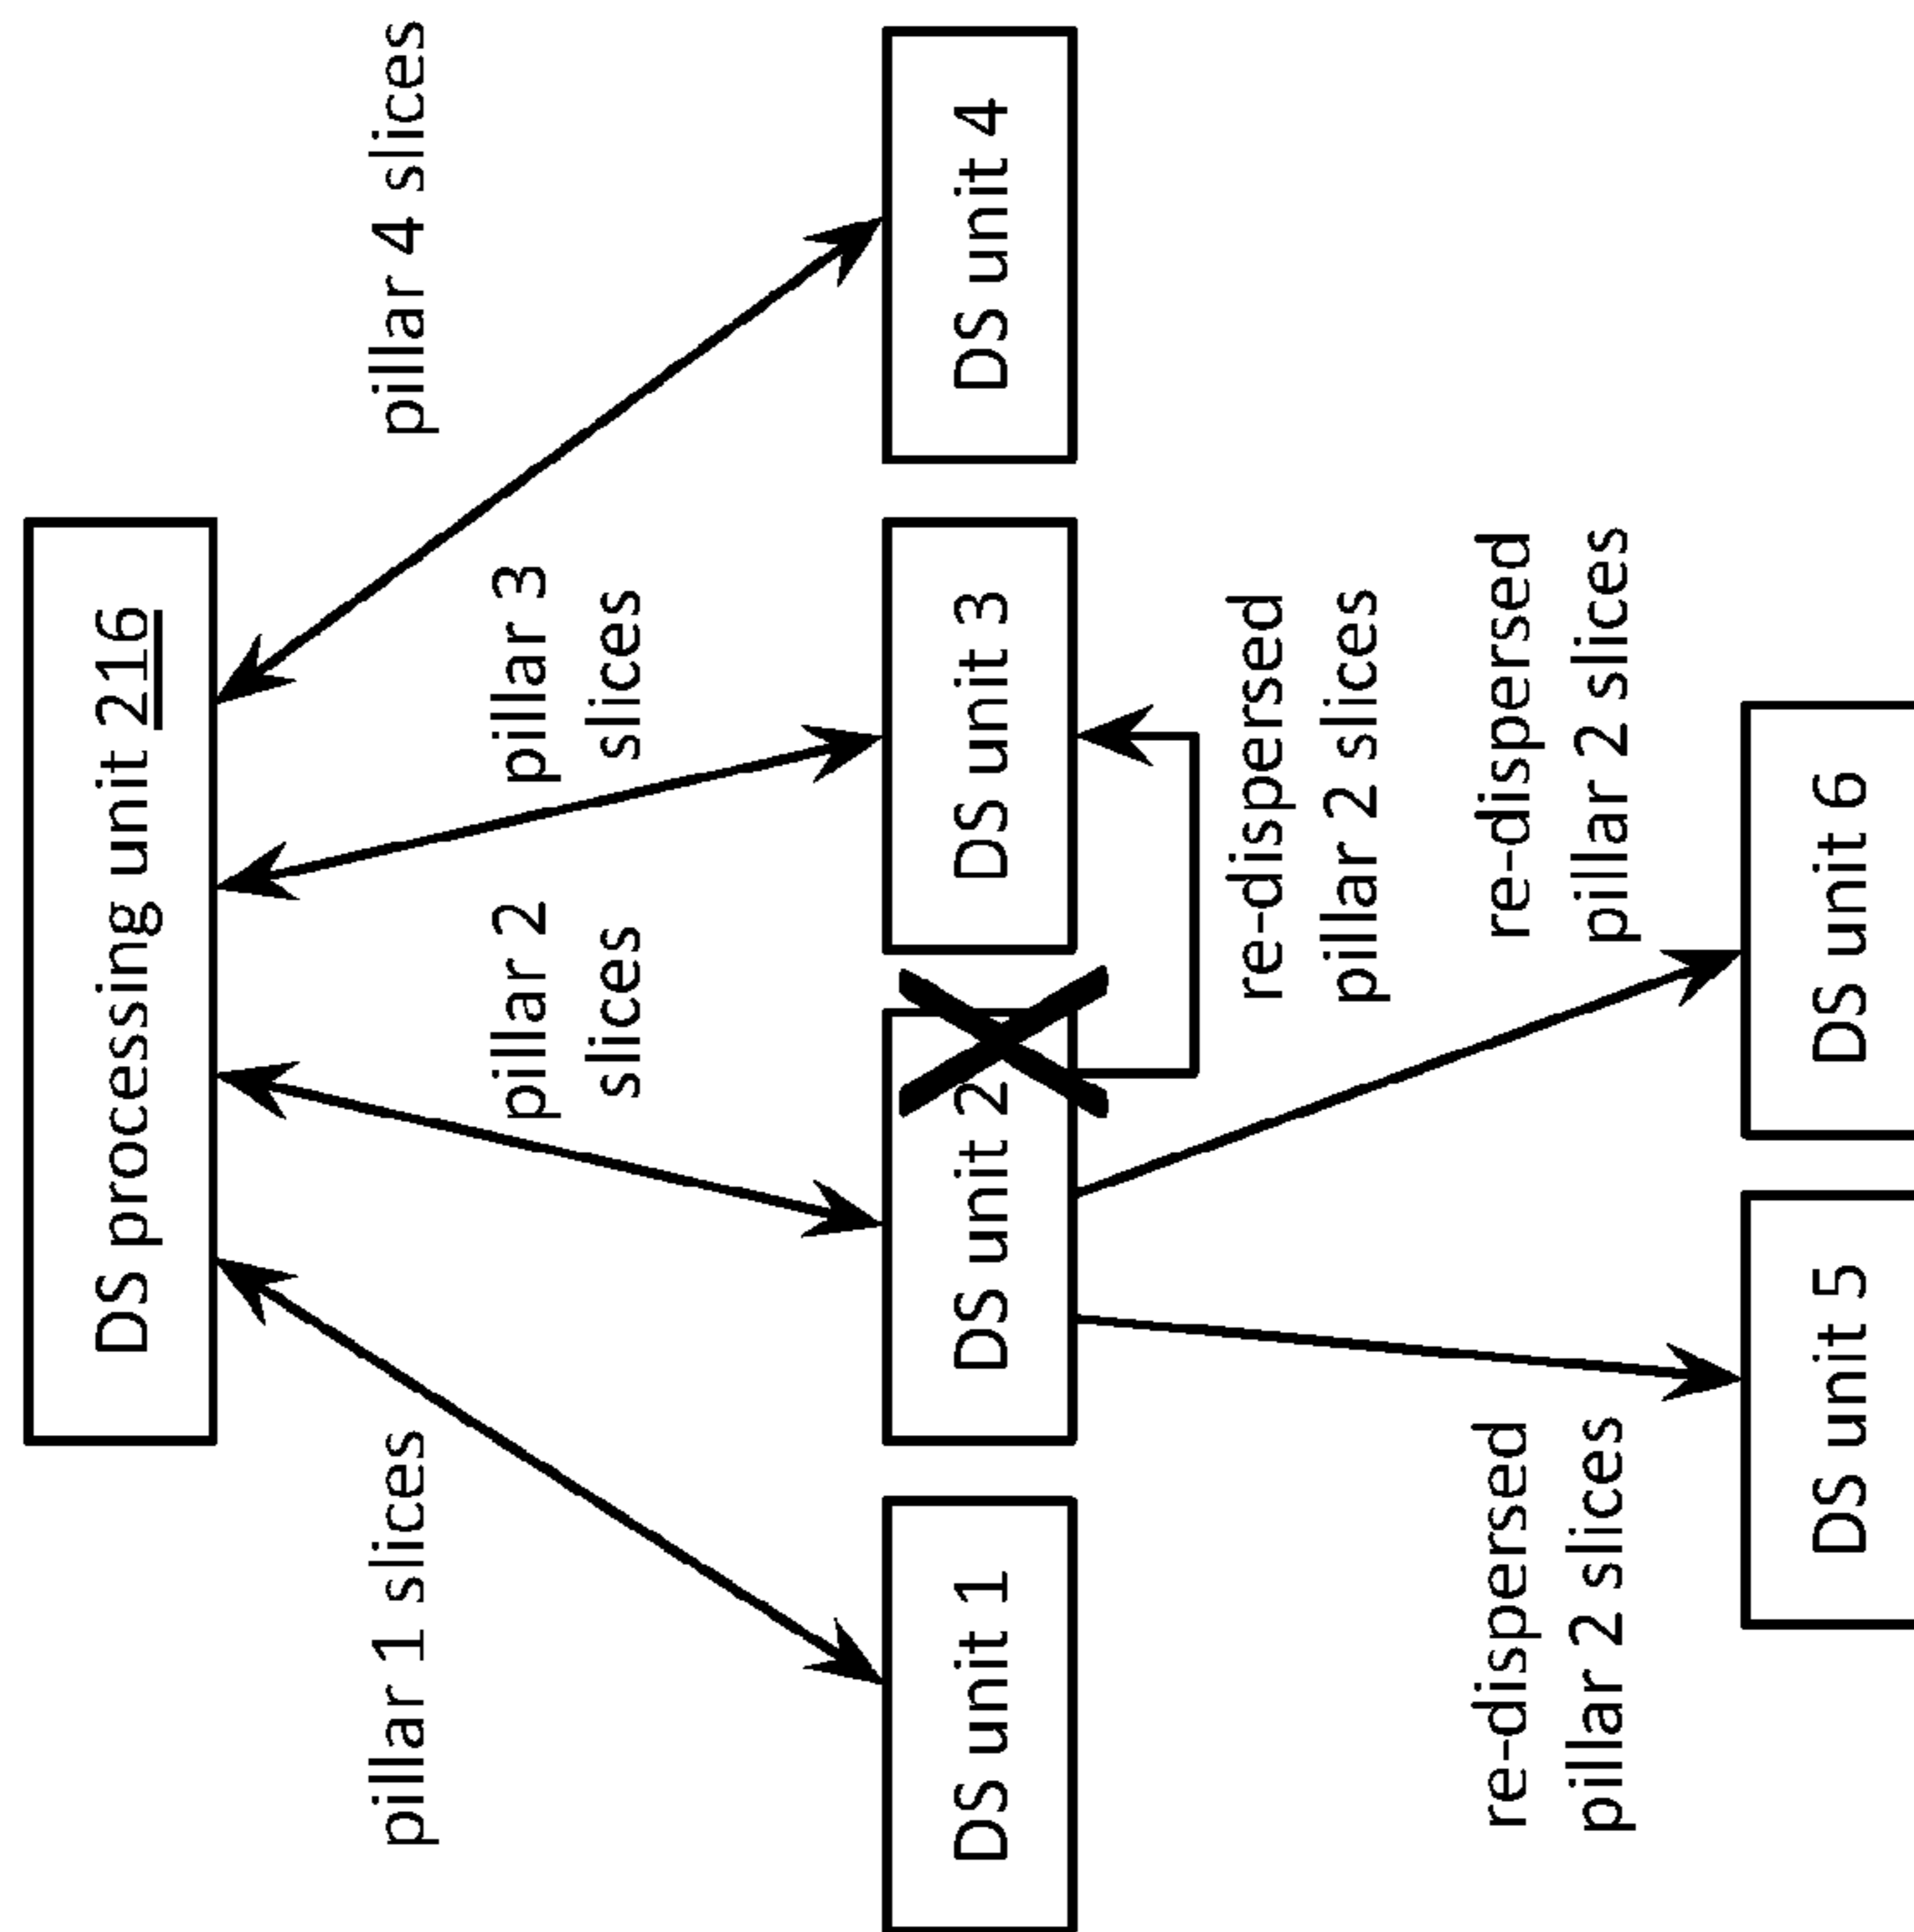 DS processing unit 216
pillar 1 slices
pillar 2
slices
pillar 3
slices
pillar 4 slices
DS unit 1
DS unit 2
DS unit 3
DS unit 4
re-dispersed
pillar 2 slices
re-dispersed
pillar 2 slices
re-dispersed
pillar 2 slices
DS unit 5
DS unit 6